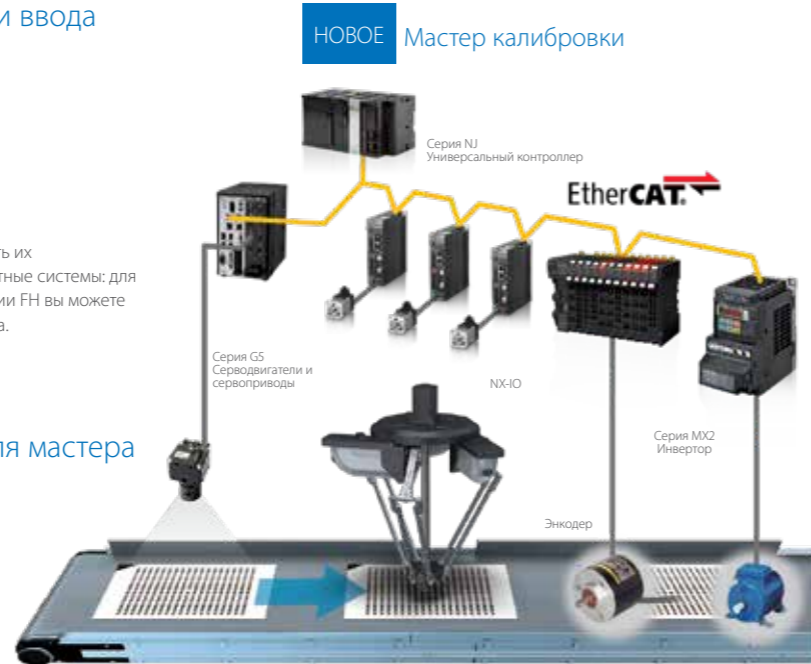 и ввода
НОВОЕ Мастер калибровки
Серия NJ
Универсальный контроллер
EtherCAT.
ть их
тные системы: для
ии FH вы можете
а.
Серия G5
Серводвигатели и
сервоприводы
NX-IO
Серия MX2
Инвертор
ля мастера
Энкодер